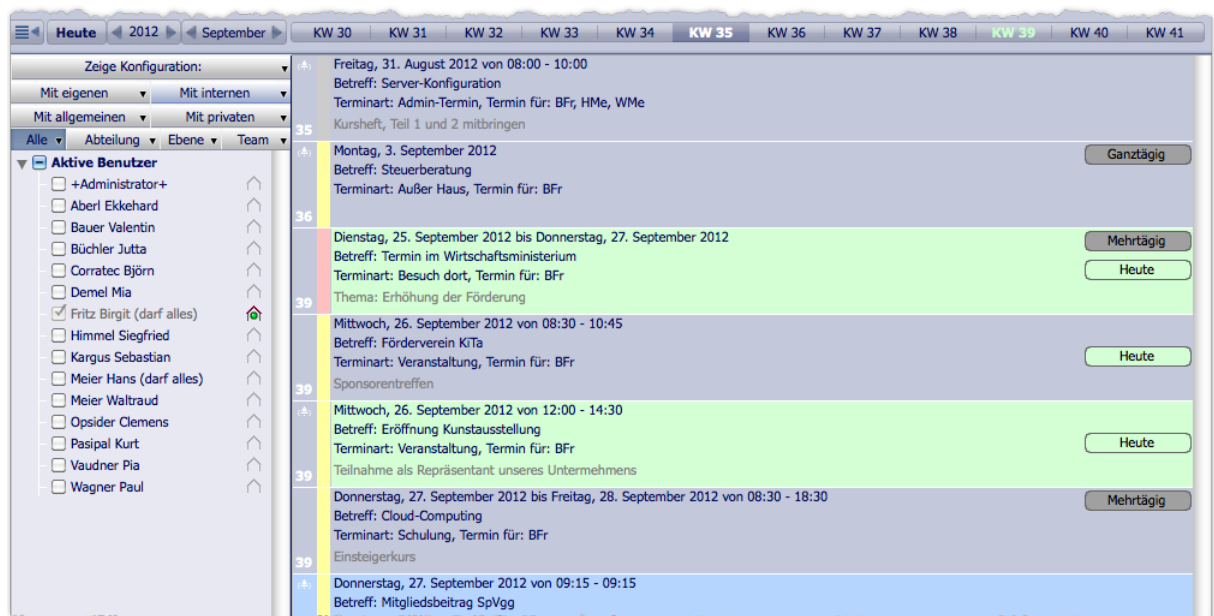 Heute 2012 September KW 30 KW 31 KW 32 KW 33 KW 34 KW 35 KW 36 KW 37 KW 38 KW 39 KW 40 KW 41
Zeige Konfiguration:
Mit eigenen Mit internen
Mit allgemeinen Mit privaten
Alle Abteilung Ebene Team
Aktive Benutzer
+Administrator+
Aberl Ekkehard
Bauer Valentin
Büchler Jutta
Corratec Björn
Demel Mia
Fritz Birgit (darf alles)
Himmel Siegfried
Kargus Sebastian
Meier Hans (darf alles)
Meier Waltraud
Opsider Clemens
Pasipal Kurt
Vaudner Pia
Wagner Paul
Freitag, 31. August 2012 von 08:00 - 10:00
Betreff: Server-Konfiguration
Terminart: Admin-Termin, Termin für: BFr, HMe, WMe
35 Kursheft, Teil 1 und 2 mitbringen
Montag, 3. September 2012 Ganztägig
Betreff: Steuerberatung
Terminart: Außer Haus, Termin für: BFr
36
Dienstag, 25. September 2012 bis Donnerstag, 27. September 2012 Mehrtägig
Betreff: Termin im Wirtschaftsministerium
Terminart: Besuch dort, Termin für: BFr Heute
39 Thema: Erhöhung der Förderung
Mittwoch, 26. September 2012 von 08:30 - 10:45
Betreff: Förderverein KiTa
Terminart: Veranstaltung, Termin für: BFr Heute
39 Sponsorentreffen
Mittwoch, 26. September 2012 von 12:00 - 14:30
Betreff: Eröffnung Kunstausstellung
Terminart: Veranstaltung, Termin für: BFr Heute
39 Teilnahme als Repräsentant unseres Untermehmens
Donnerstag, 27. September 2012 bis Freitag, 28. September 2012 von 08:30 - 18:30 Mehrtägig
Betreff: Cloud-Computing
Terminart: Schulung, Termin für: BFr
39 Einsteigerkurs
Donnerstag, 27. September 2012 von 09:15 - 09:15
Betreff: Mitgliedsbeitrag SpVgg